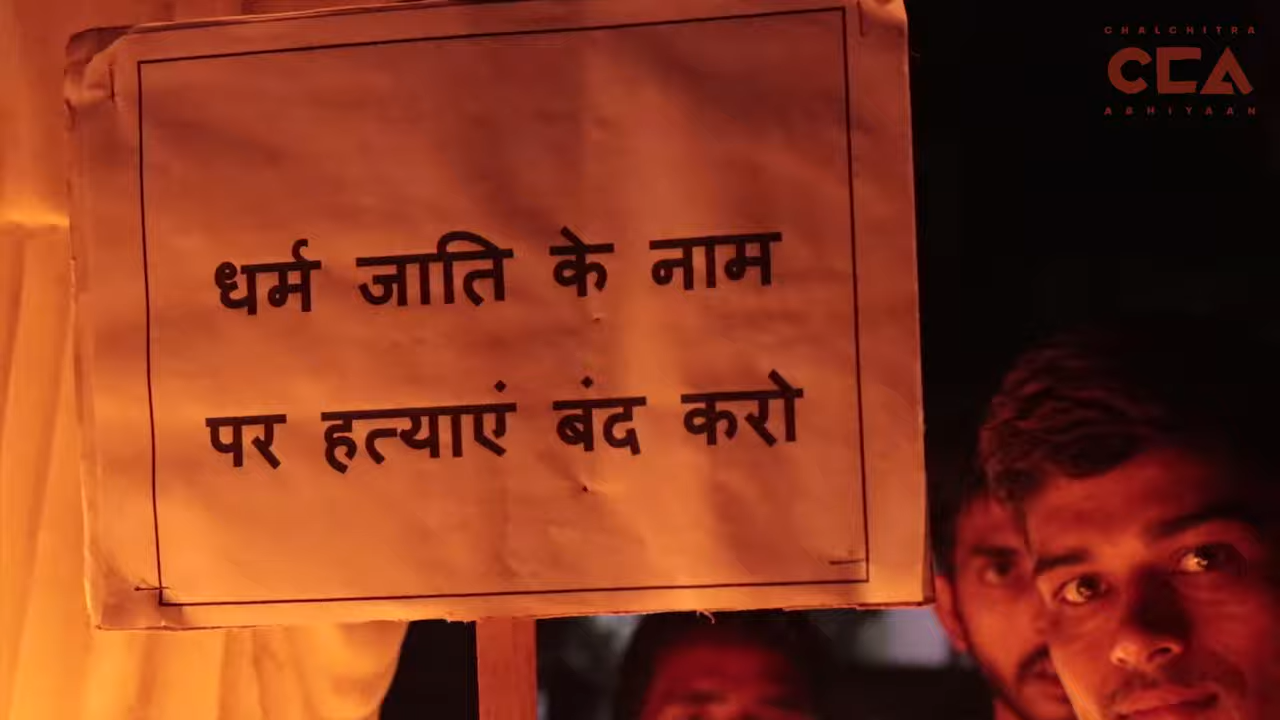 CHALCHITRA
CCA
ABHIYAAN
धर्म जाति के नाम
पर हत्याएं बंद करो